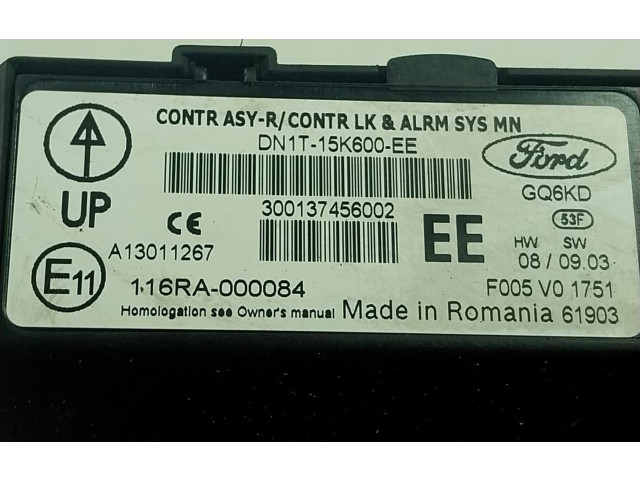 CONTR ASY-R/CONTR LK & ALRM SYS MN
DN1T-15K600-EE
Ford
GQ6KD
UP
CE
300137456002
EE
53F
HW SW
08 / 09.03
A13011267
E11
116RA-000084
F005 V0 1751
Homologation see Owner's manual
Made in Romania 61903